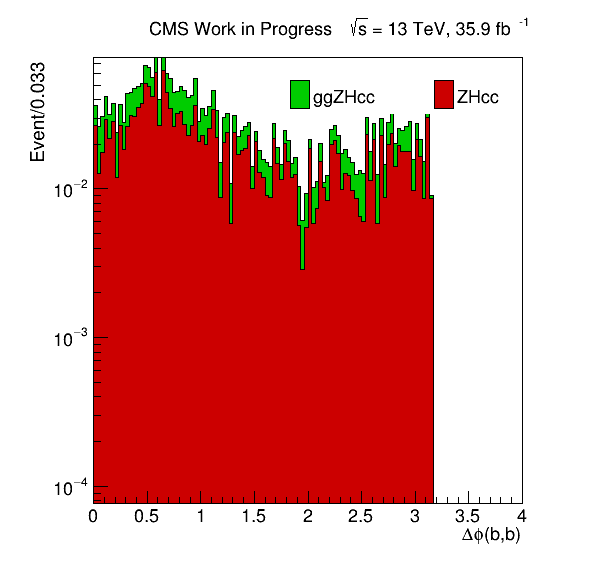 CMS Work in Progress √s = 13 TeV, 35.9 fb -1
Event/0.033
ggZHcc
ZHcc
10−2
10−3
10−4
0 0.5 1 1.5 2 2.5 3 3.5 4
Δϕ(b,b)